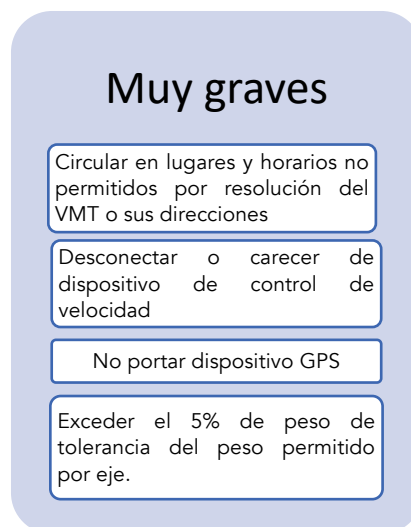 Muy graves
Circular en lugares y horarios no
permitidos por resolución del
VMT o sus direcciones
Desconectar o carecer de
dispositivo de control de
velocidad
No portar dispositivo GPS
Exceder el 5% de peso de
tolerancia del peso permitido
por eje.